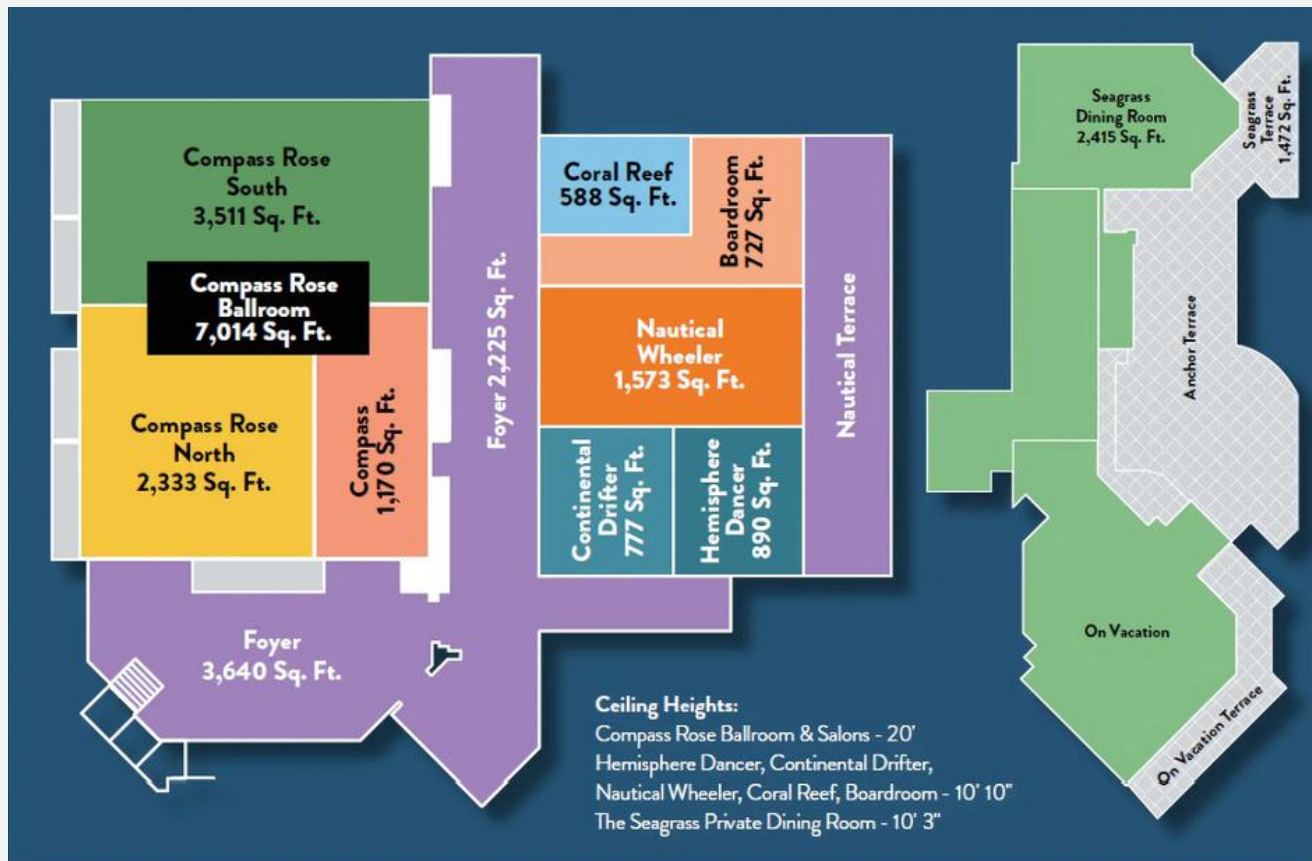 Compass Rose
South
3,511 Sq. Ft.
Compass Rose
Ballroom
7,014 Sq. Ft.
Compass Rose
North
2,333 Sq. Ft.
Compass
1,170 Sq. Ft.
Foyer 2,225 Sq. Ft.
Foyer
3,640 Sq. Ft.
Coral Reef
588 Sq. Ft.
Boardroom
727 Sq. Ft.
Nautical
Wheeler
1,573 Sq. Ft.
Continental
Drifter
777 Sq. Ft.
Hemisphere
Dancer
890 Sq. Ft.
Nautical Terrace
Seagrass
Dining Room
2,415 Sq. Ft.
Seagrass
Terrace
1,472 Sq. Ft.
Anchor Terrace
On Vacation
On Vacation Terrace
Ceiling Heights:
Compass Rose Ballroom & Salons - 20'
Hemisphere Dancer, Continental Drifter,
Nautical Wheeler, Coral Reef, Boardroom - 10' 10"
The Seagrass Private Dining Room - 10' 3"